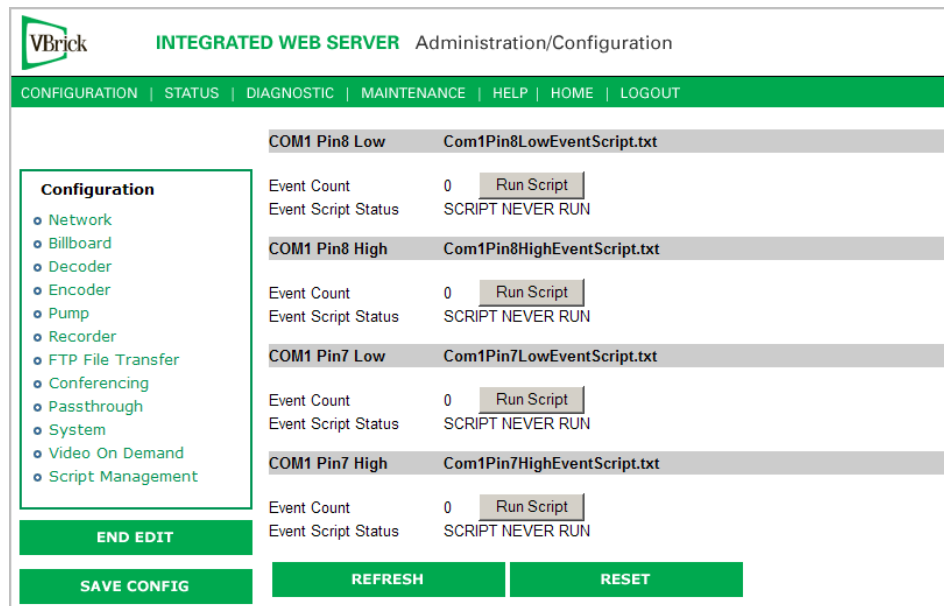 VBrick
INTEGRATED WEB SERVER Administration/Configuration
CONFIGURATION | STATUS | DIAGNOSTIC | MAINTENANCE | HELP | HOME | LOGOUT
Configuration
Network
Billboard
Decoder
Encoder
Pump
Recorder
FTP File Transfer
Conferencing
Passthrough
System
Video On Demand
Script Management
END EDIT
SAVE CONFIG
COM1 Pin8 Low Com1Pin8LowEventScript.txt
Event Count 0 Run Script
Event Script Status SCRIPT NEVER RUN
COM1 Pin8 High Com1Pin8HighEventScript.txt
Event Count 0 Run Script
Event Script Status SCRIPT NEVER RUN
COM1 Pin7 Low Com1Pin7LowEventScript.txt
Event Count 0 Run Script
Event Script Status SCRIPT NEVER RUN
COM1 Pin7 High Com1Pin7HighEventScript.txt
Event Count 0 Run Script
Event Script Status SCRIPT NEVER RUN
REFRESH RESET